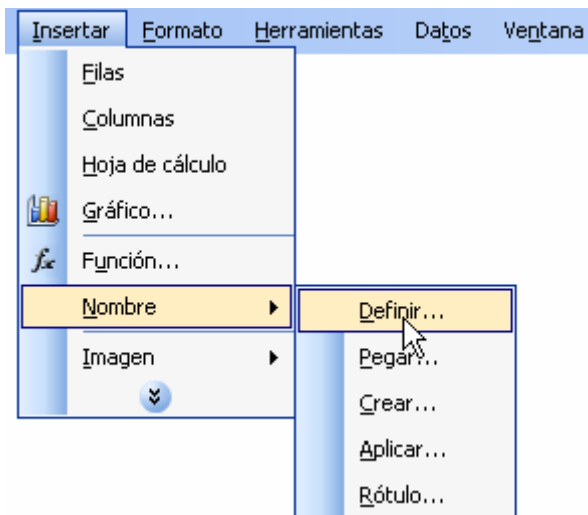 Insertar Formato Herramientas Datos Ventana
Filas
Columnas
Hoja de cálculo
Gráfico...
fx Función...
Nombre
Imagen
Definir...
Pegar...
Crear...
Aplicar...
Rótulo...